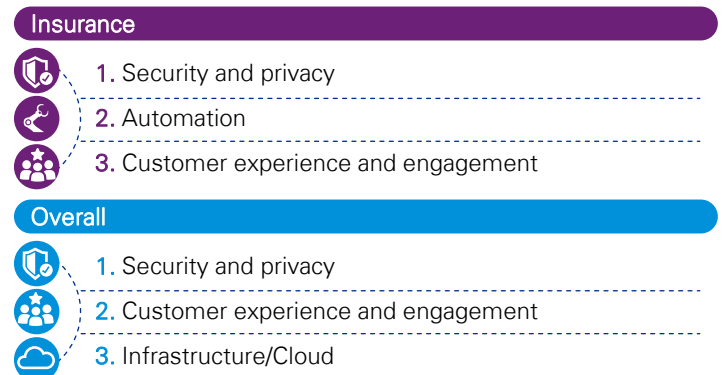 Insurance
1. Security and privacy
2. Automation
3. Customer experience and engagement
Overall
1. Security and privacy
2. Customer experience and engagement
3. Infrastructure/Cloud